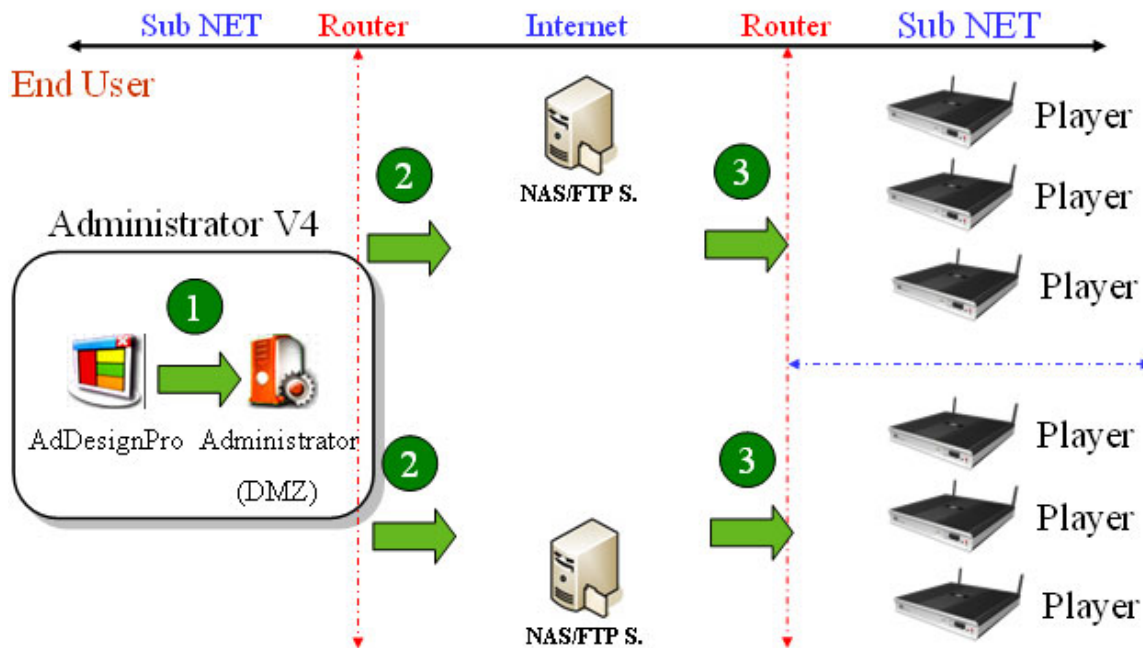 Sub NET Router Internet Router Sub NET
End User
Player
NAS/FTP S.
2
3
Player
Administrator V4
Player
1
AdDesignPro Administrator
(DMZ)
2
3
Player
Player
NAS/FTP S.
Player